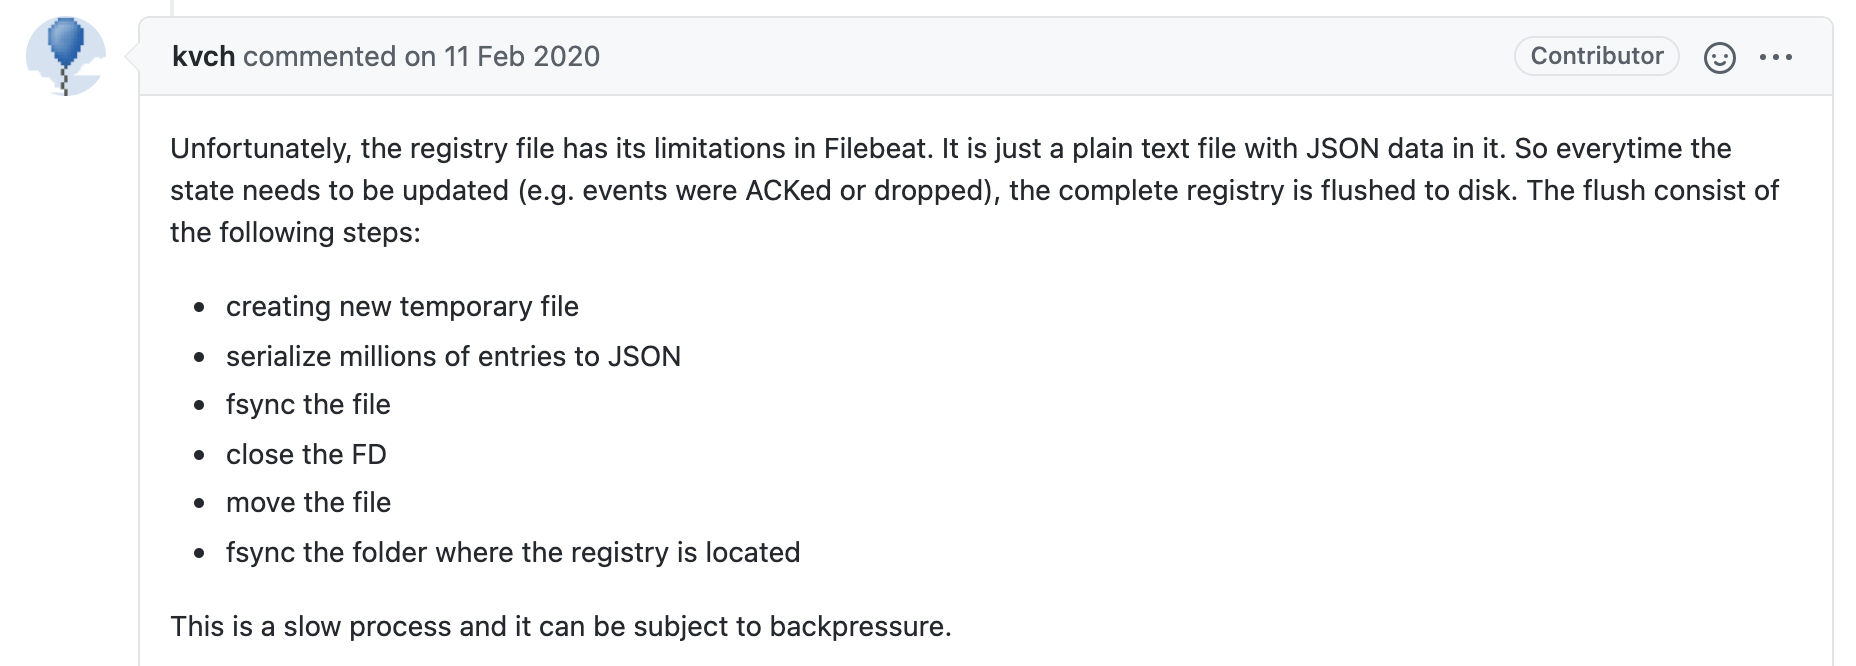 kvch commented on 11 Feb 2020
Contributor
Unfortunately, the registry file has its limitations in Filebeat. It is just a plain text file with JSON data in it. So everytime the
state needs to be updated (e.g. events were ACKed or dropped), the complete registry is flushed to disk. The flush consist of
the following steps:
• creating new temporary file
• serialize millions of entries to JSON
• fsync the file
• close the FD
• move the file
• fsync the folder where the registry is located
This is a slow process and it can be subject to backpressure.